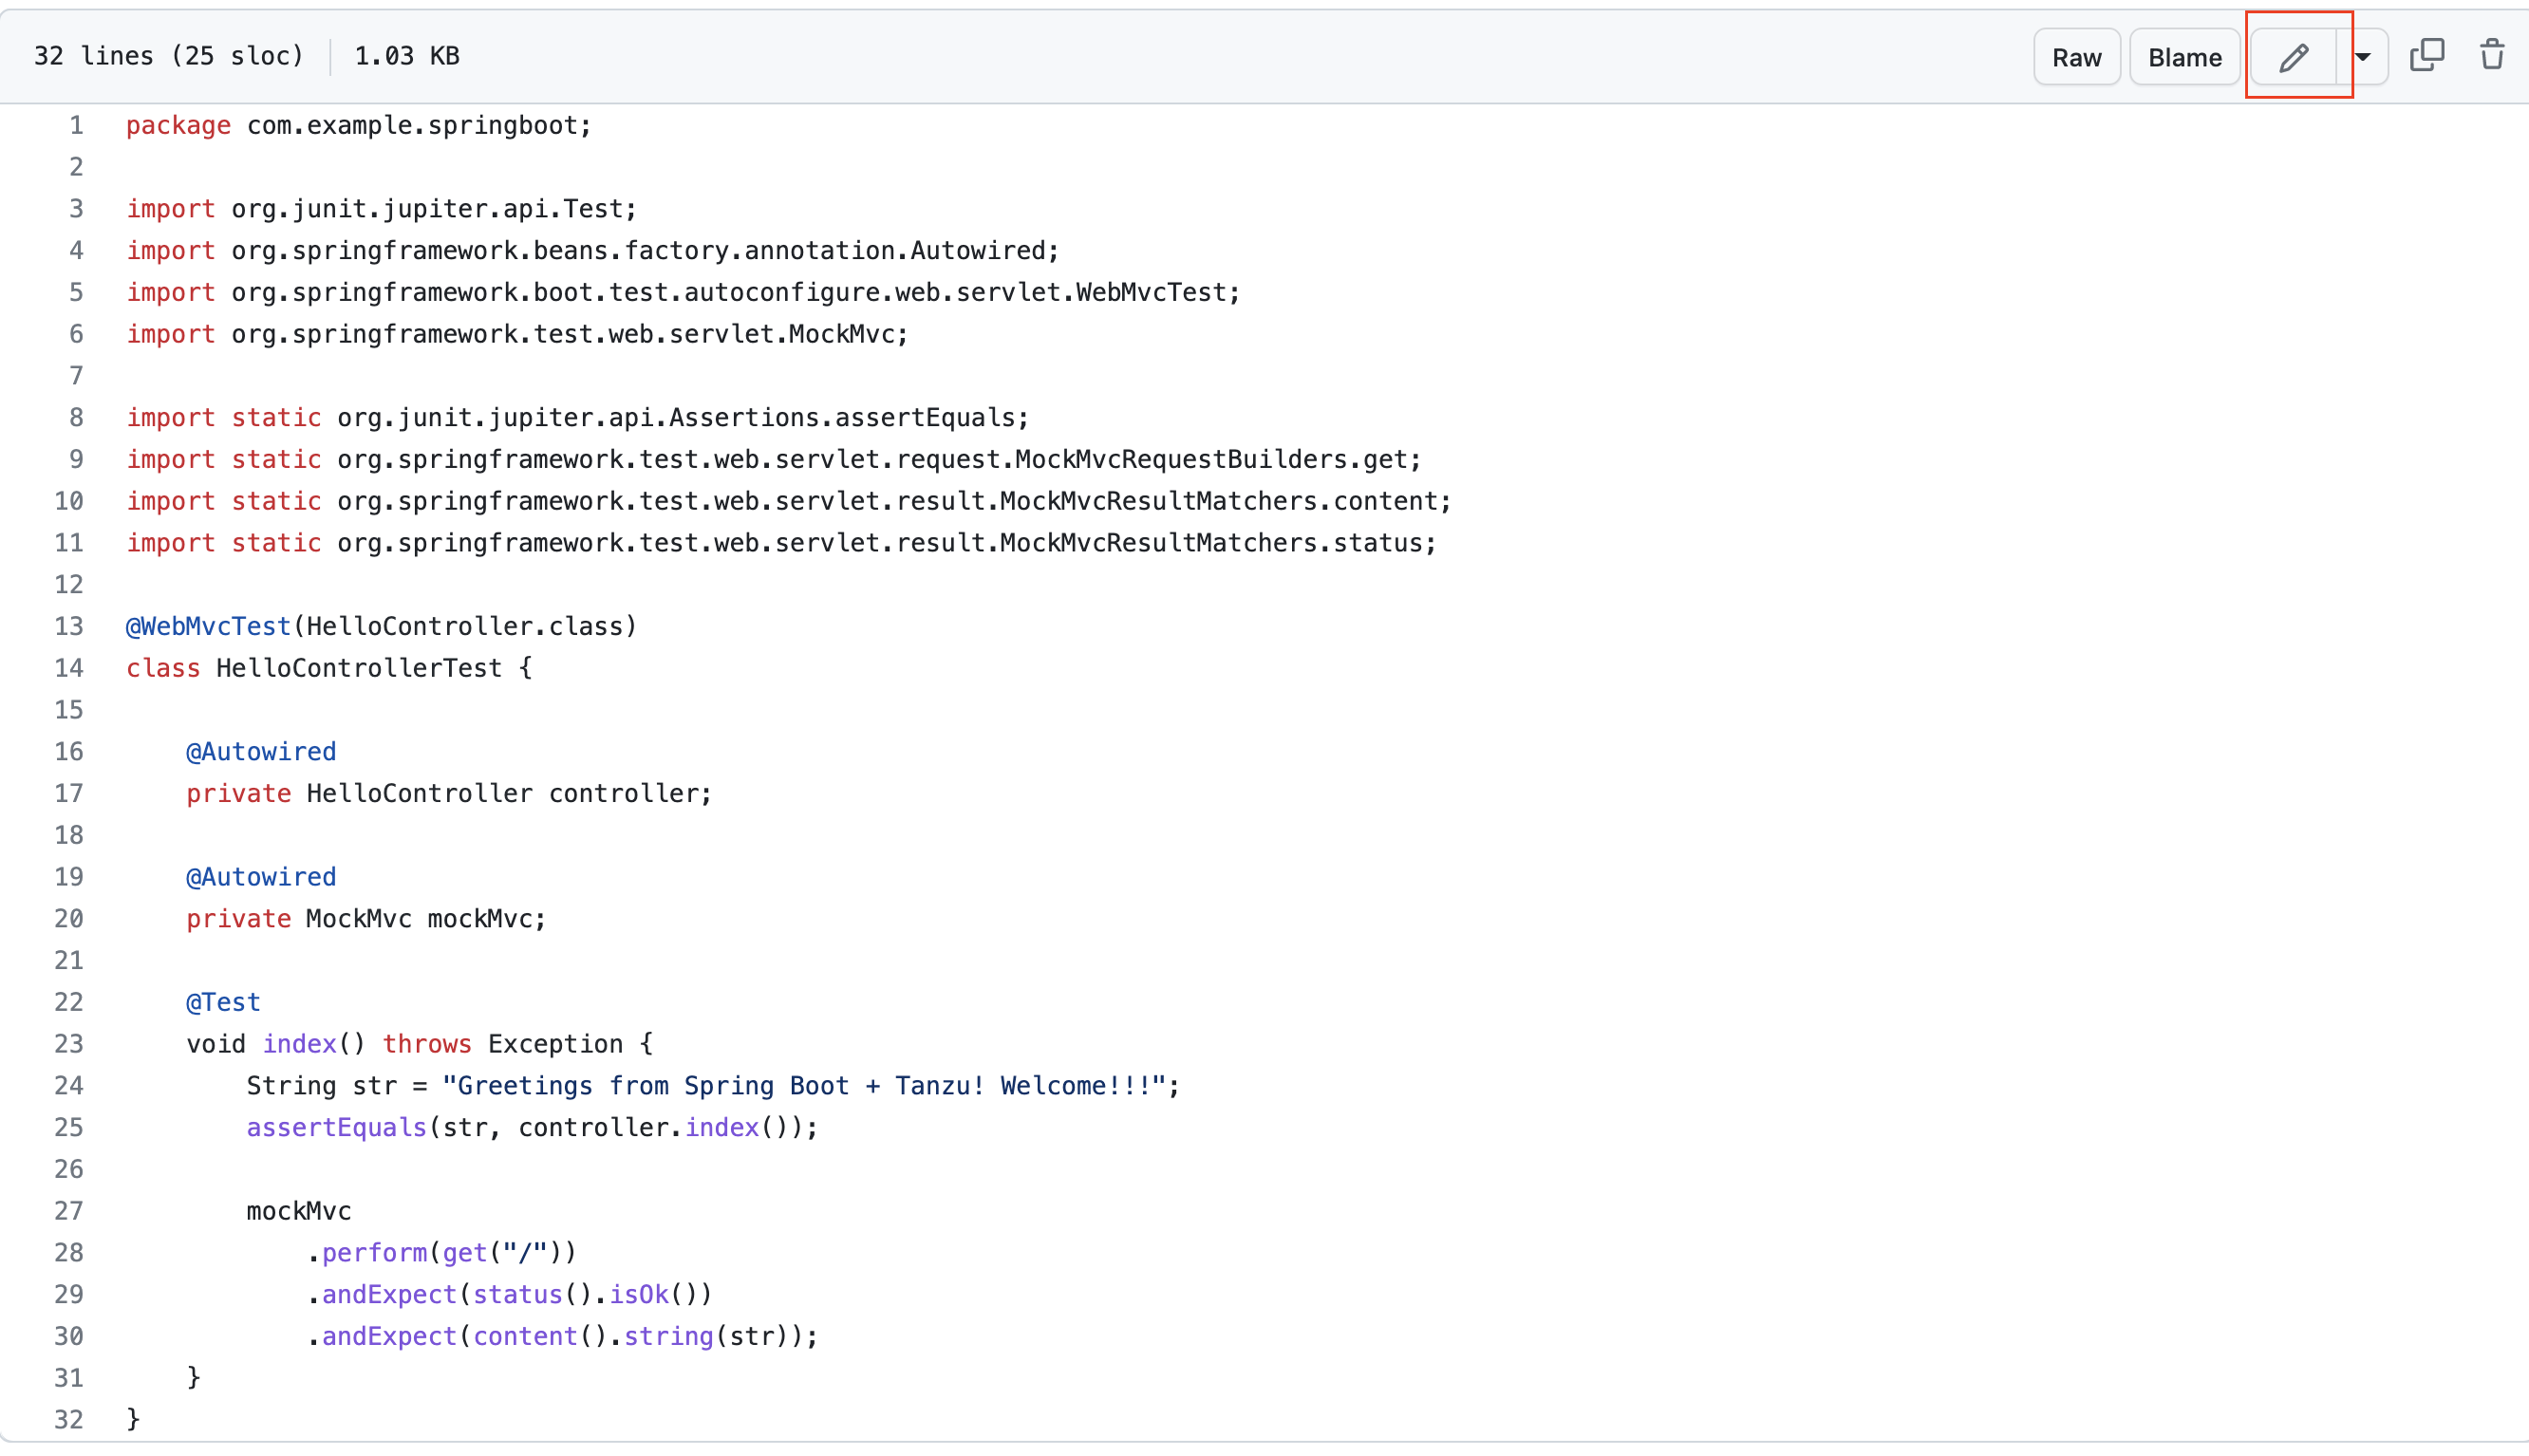 32 lines (25 sloc) 1.03 KB Raw Blame
1 package com.example.springboot;
2
3 import org.junit.jupiter.api.Test;
4 import org.springframework.beans.factory.annotation.Autowired;
5 import org.springframework.boot.test.autoconfigure.web.servlet.WebMvcTest;
6 import org.springframework.test.web.servlet.MockMvc;
7
8 import static org.junit.jupiter.api.Assertions.assertEquals;
9 import static org.springframework.test.web.servlet.request.MockMvcRequestBuilders.get;
10 import static org.springframework.test.web.servlet.result.MockMvcResultMatchers.content;
11 import static org.springframework.test.web.servlet.result.MockMvcResultMatchers.status;
12
13 @WebMvcTest(HelloController.class)
14 class HelloControllerTest {
15
16     @Autowired
17     private HelloController controller;
18
19     @Autowired
20     private MockMvc mockMvc;
21
22     @Test
23     void index() throws Exception {
24         String str = "Greetings from Spring Boot + Tanzu! Welcome!!!";
25         assertEquals(str, controller.index());
26
27         mockMvc
28             .perform(get("/"))
29             .andExpect(status().isOk())
30             .andExpect(content().string(str));
31     }
32 }